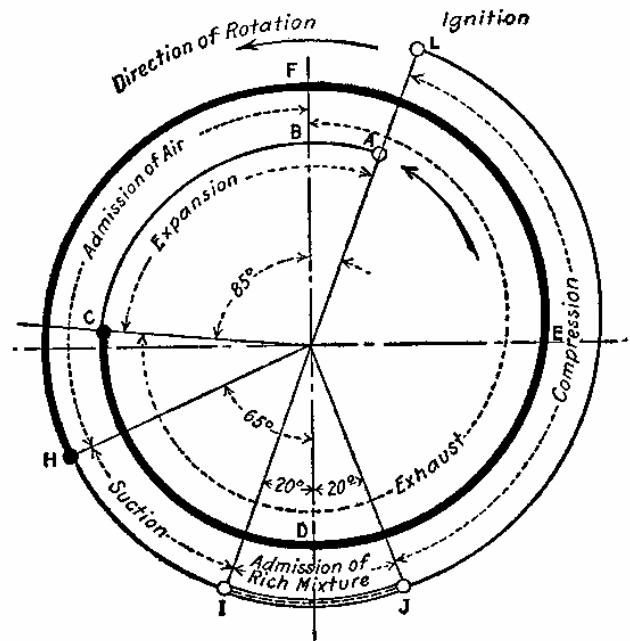 Ignition
Direction of Rotation
L
F
B
A
Admission of Air
Expansion
85°
C
E
Compression
65°
H
20° 20°
Exhaust
Suction
D
Admission of
Rich Mixture
I
J